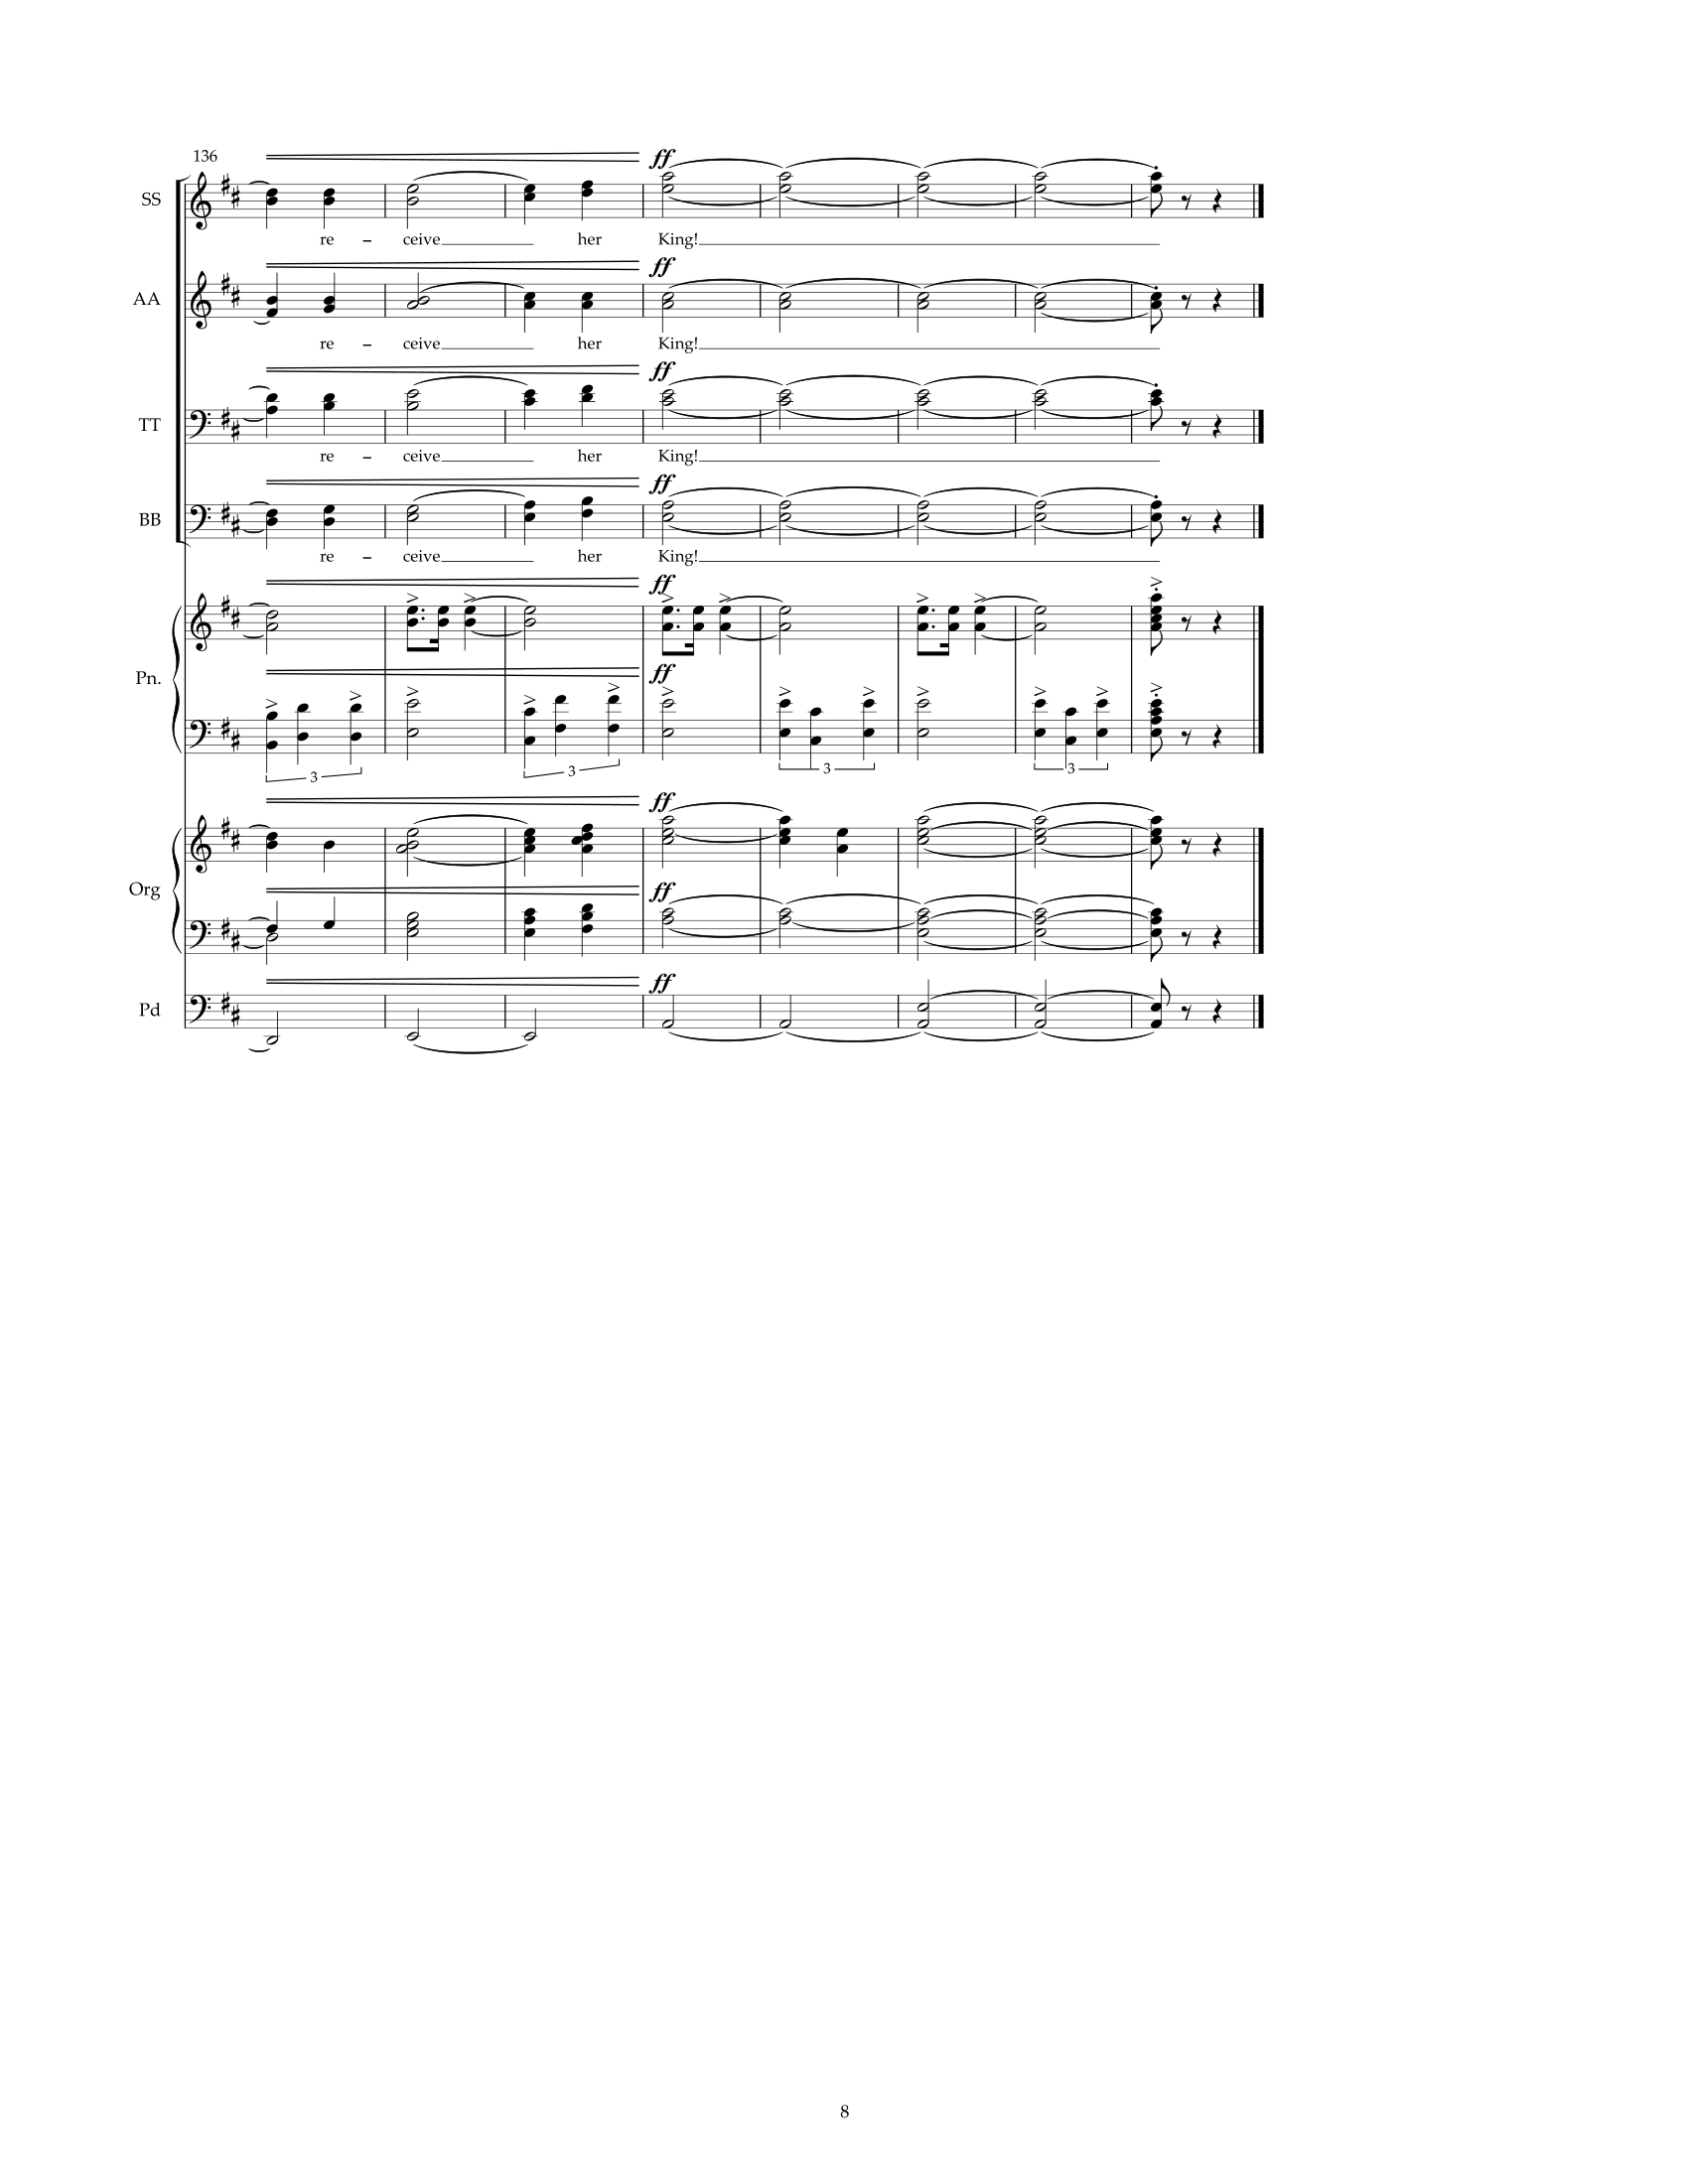 136
ff
SS
re - ceive her King!
ff
AA
re - ceive her King!
ff
TT
re - ceive her King!
ff
BB
re - ceive her King!
ff
ff
Pn.
3 3 3 3
ff
ff
Org
ff
Pd
8